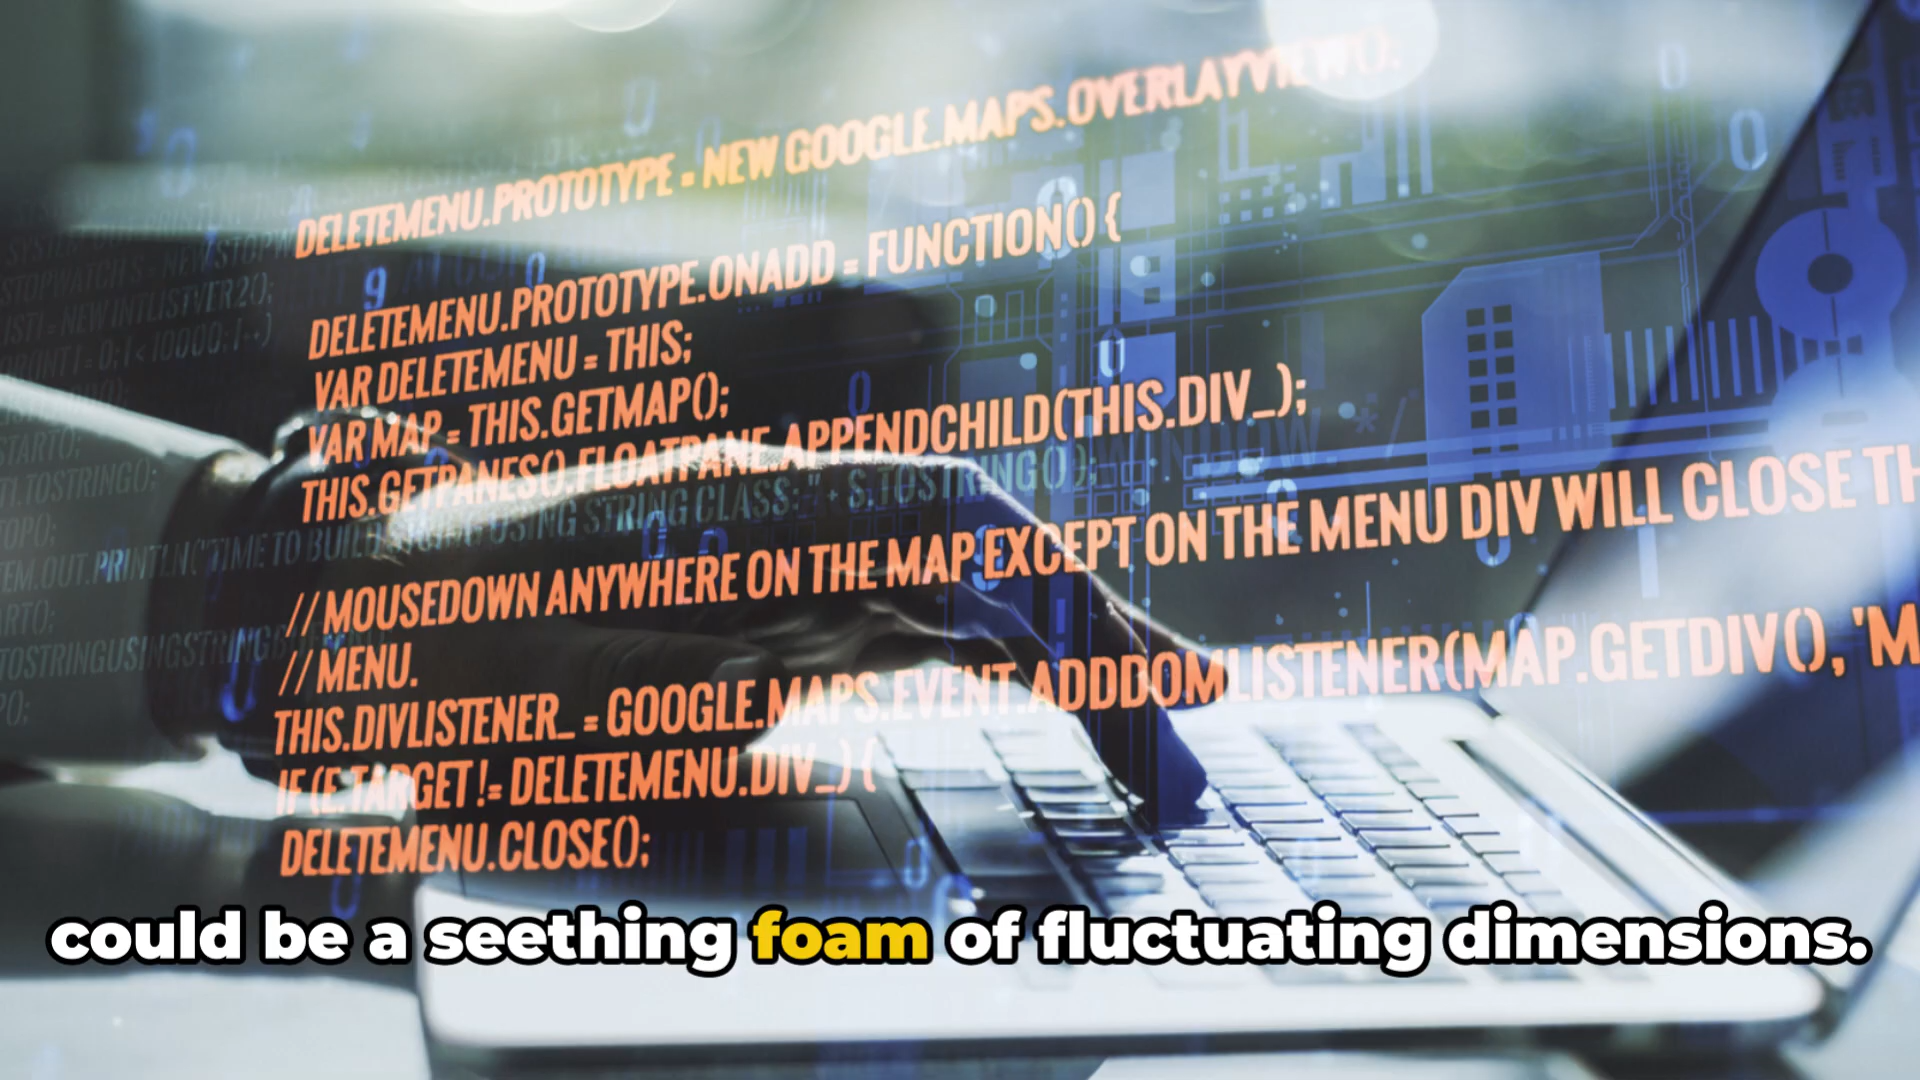 DELETEMENU.PROTOTYPE = NEW GOOGLE.MAPS.OVERLAYVIEW();
DELETEMENU.PROTOTYPE.ONADD = FUNCTION() {
VAR DELETEMENU = THIS;
VAR MAP = THIS.GETMAP();
THIS.GETPANES().FLOATPANE.APPENDCHILD(THIS.DIV_);
// MOUSEDOWN ANYWHERE ON THE MAP EXCEPT ON THE MENU DIV WILL CLOSE TH
// MENU.
THIS.DIVLISTENER_ = GOOGLE.MAPS.EVENT.ADDDOMLISTENER(MAP.GETDIV(), 'M
IF (E.TARGET != DELETEMENU.DIV_) {
DELETEMENU.CLOSE();
could be a seething foam of fluctuating dimensions.